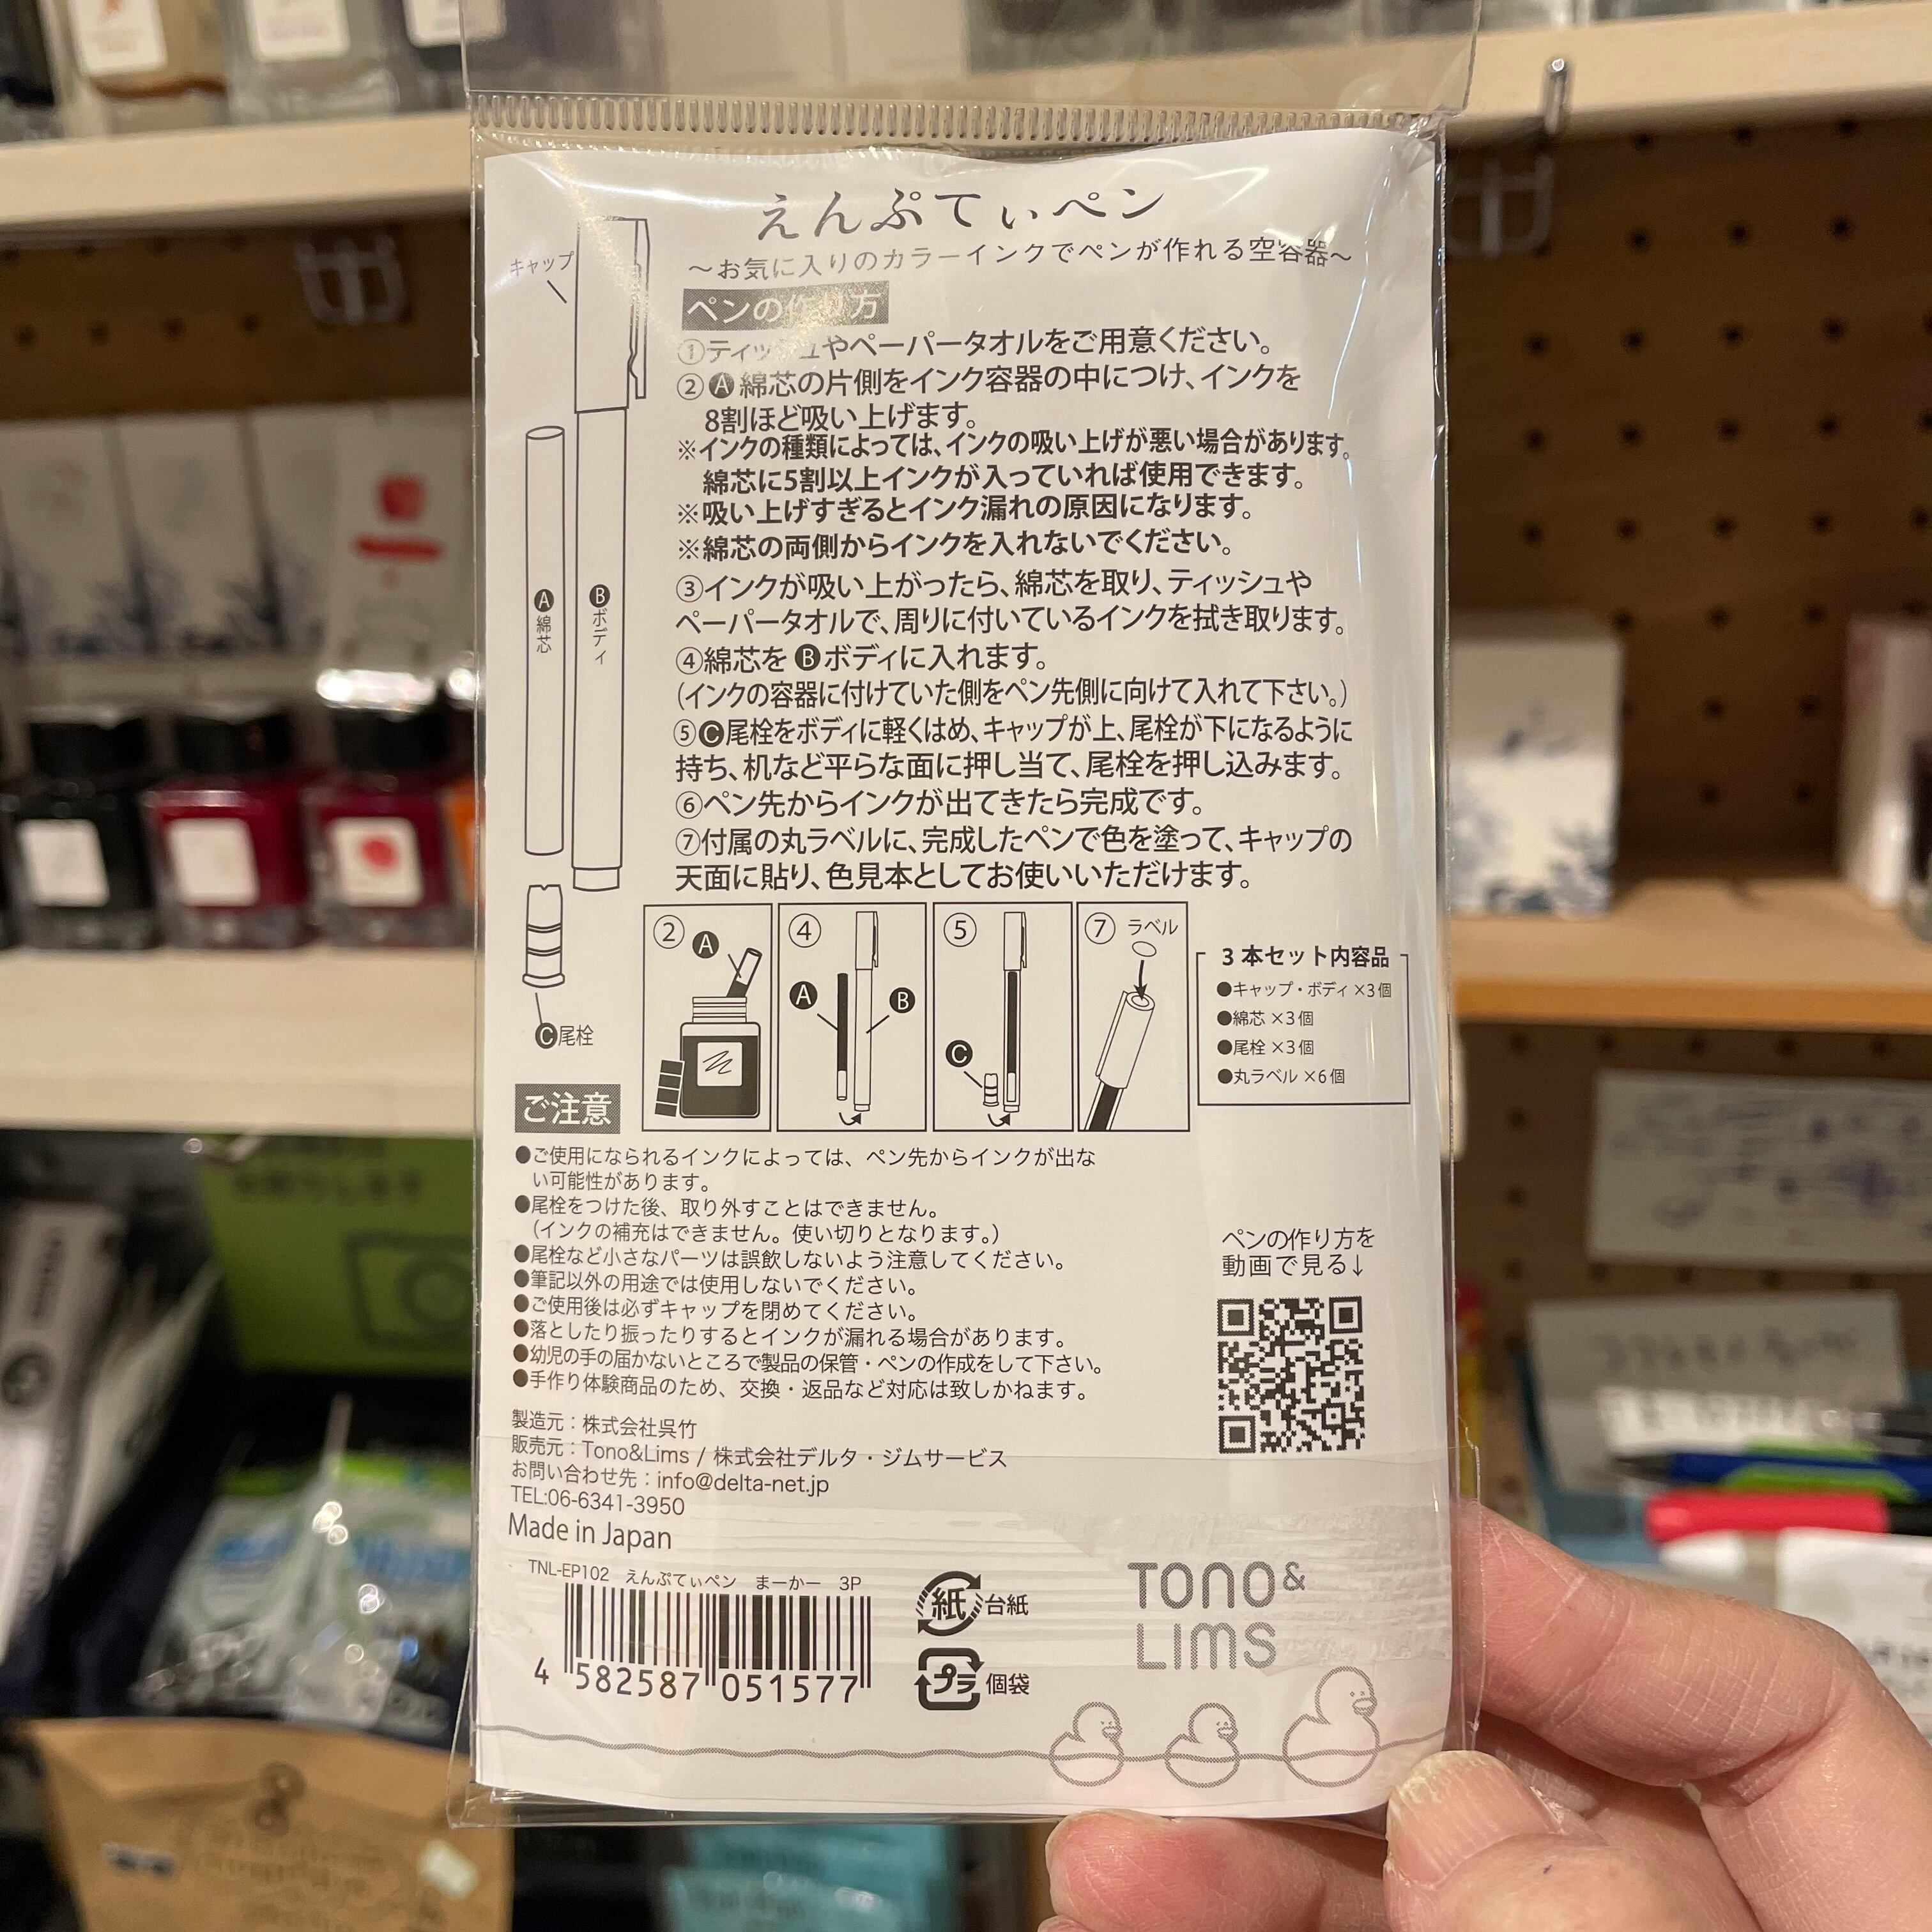 えんぷてぃペン
～お気に入りのカラーインクでペンが作れる空容器～
キャップ
ペンの作り方
①ティッシュやペーパータオルをご用意ください。
②Ⓐ綿芯の片側をインク容器の中につけ、インクを
8割ほど吸い上げます。
※インクの種類によっては、インクの吸い上げが悪い場合があります。
綿芯に5割以上インクが入っていれば使用できます。
※吸い上げすぎるとインク漏れの原因になります。
※綿芯の両側からインクを入れないでください。
③インクが吸い上がったら、綿芯を取り、ティッシュや
ペーパータオルで、周りに付いているインクを拭き取ります。
④綿芯をⒷボディに入れます。
(インクの容器に付けていた側をペン先側に向けて入れて下さい。)
⑤Ⓒ尾栓をボディに軽くはめ、キャップが上、尾栓が下になるように
持ち、机など平らな面に押し当て、尾栓を押し込みます。
⑥ペン先からインクが出てきたら完成です。
⑦付属の丸ラベルに、完成したペンで色を塗って、キャップの
天面に貼り、色見本としてお使いいただけます。
Ⓐ綿芯
Ⓑボディ
Ⓒ尾栓
② Ⓐ
④ Ⓐ Ⓑ
⑤ Ⓒ
⑦ ラベル
3本セット内容品
●キャップ・ボディ×3個
●綿芯×3個
●尾栓×3個
●丸ラベル×6個
ご注意
●ご使用になられるインクによっては、ペン先からインクが出な
い可能性があります。
●尾栓をつけた後、取り外すことはできません。
（インクの補充はできません。使い切りとなります。）
●尾栓など小さなパーツは誤飲しないよう注意してください。
●筆記以外の用途では使用しないでください。
●ご使用後は必ずキャップを閉めてください。
●落としたり振ったりするとインクが漏れる場合があります。
●幼児の手の届かないところで製品の保管・ペンの作成をして下さい。
●手作り体験商品のため、交換・返品など対応は致しかねます。
ペンの作り方を
動画で見る↓
製造元：株式会社呉竹
販売元：Tono&Lims / 株式会社デルタ・ジムサービス
お問い合わせ先：info@delta-net.jp
TEL:06-6341-3950
Made in Japan
TNL-EP102 えんぷてぃペン まーかー 3P
4 582587 051577
紙 台紙
プラ 個袋
TONO &
LIMS